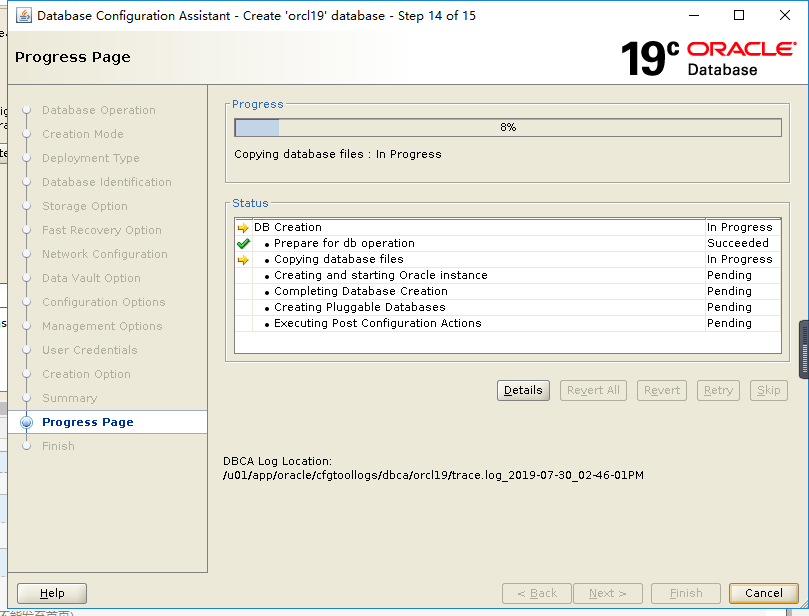 Database Configuration Assistant - Create 'orcl19' database - Step 14 of 15
Progress Page
19c ORACLE
Database
Database Operation
Creation Mode
Deployment Type
Database Identification
Storage Option
Fast Recovery Option
Network Configuration
Data Vault Option
Configuration Options
Management Options
User Credentials
Creation Option
Summary
Progress Page
Finish
Progress
8%
Copying database files : In Progress
Status
DB Creation In Progress
Prepare for db operation Succeeded
Copying database files In Progress
Creating and starting Oracle instance Pending
Completing Database Creation Pending
Creating Pluggable Databases Pending
Executing Post Configuration Actions Pending
Details Revert All Revert Retry Skip
DBCA Log Location:
/u01/app/oracle/cfgtoollogs/dbca/orcl19/trace.log_2019-07-30_02-46-01PM
Help < Back Next > Finish Cancel